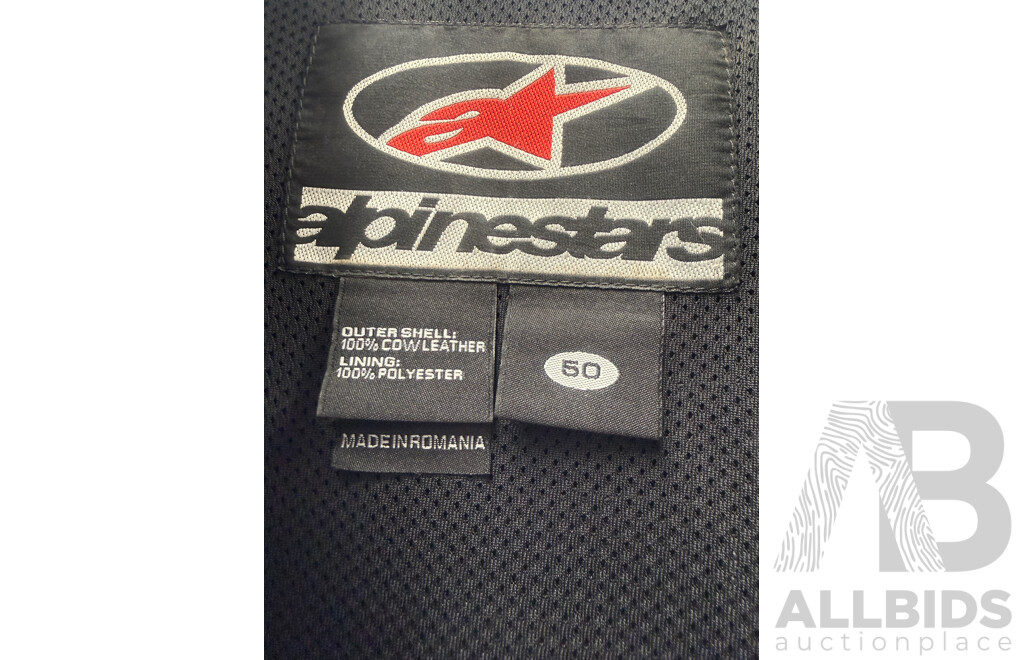 alpinestars
OUTER SHELL:
100% COW LEATHER
LINING:
100% POLYESTER
50
MADE IN ROMANIA
AB
ALLBIDS
auctionplace